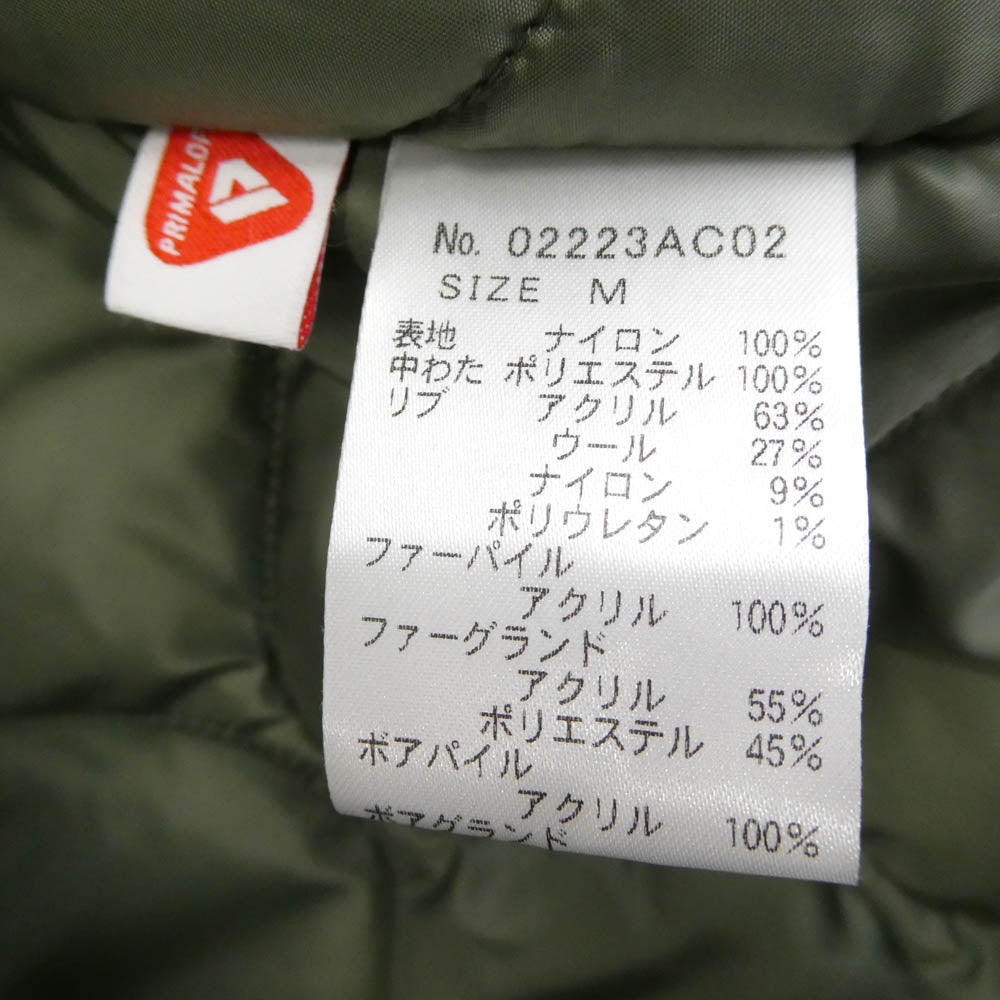 PRIMALOF
No. 02223AC02
SIZE M
表地 ナイロン 100%
中わた ポリエステル 100%
リブ アクリル 63%
ウール 27%
ナイロン 9%
ポリウレタン 1%
ファーパイル
アクリル 100%
ファーグランド
アクリル 55%
ポリエステル 45%
ボアパイル
アクリル 100%
ボアグランド